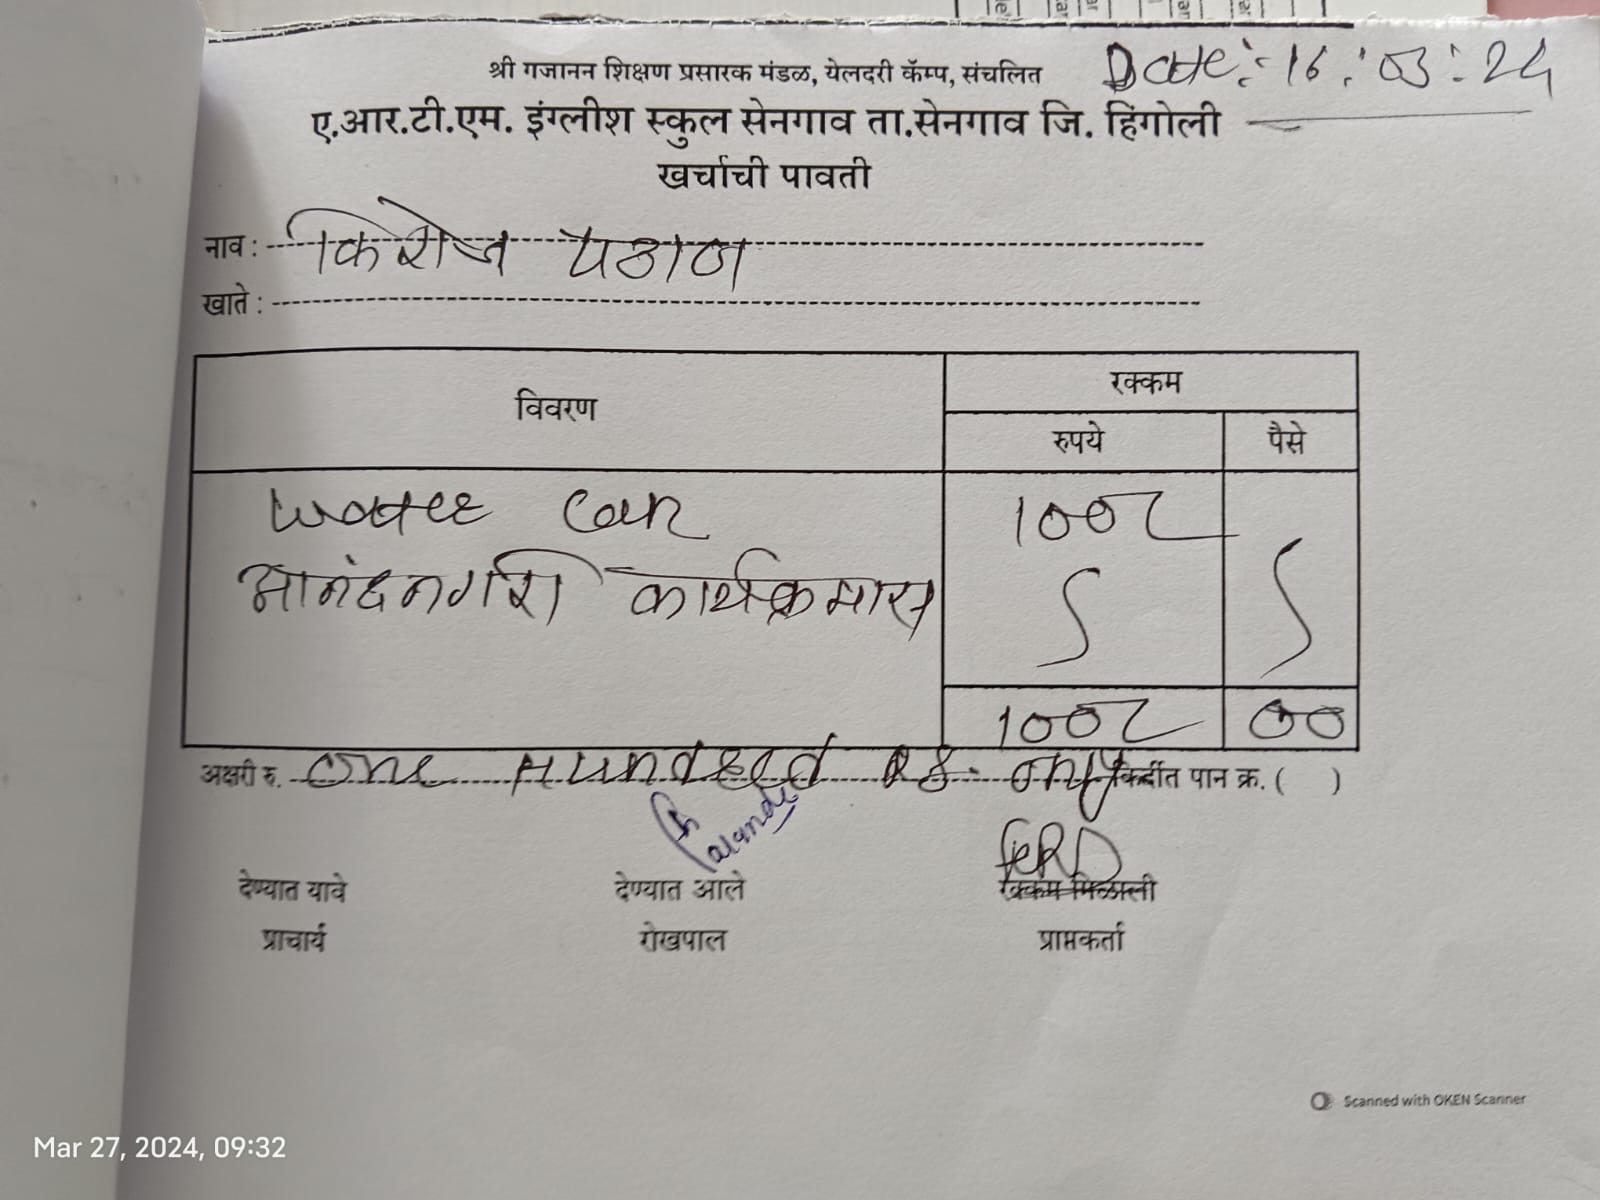 श्री गजानन शिक्षण प्रसारक मंडळ, येलदरी कॅम्प, संचलित
Date:- 16:03:24
ए.आर.टी.एम. इंग्लीश स्कुल सेनगाव ता.सेनगाव जि. हिंगोली
खर्चाची पावती
नाव : फिरोज पठाण
खाते :
विवरण
रक्कम
रुपये
पैसे
Water Can
100/-
आनंदनगरी कार्यक्रमास
100/-
00
अक्षरी रु. One Hundred Rs. Only किर्दीत पान क्र. ( )
देण्यात यावे
देण्यात आले
रक्कम मिळाली
प्राचार्य
रोखपाल
प्राप्तकर्ता
Scanned with OKEN Scanner
Mar 27, 2024, 09:32